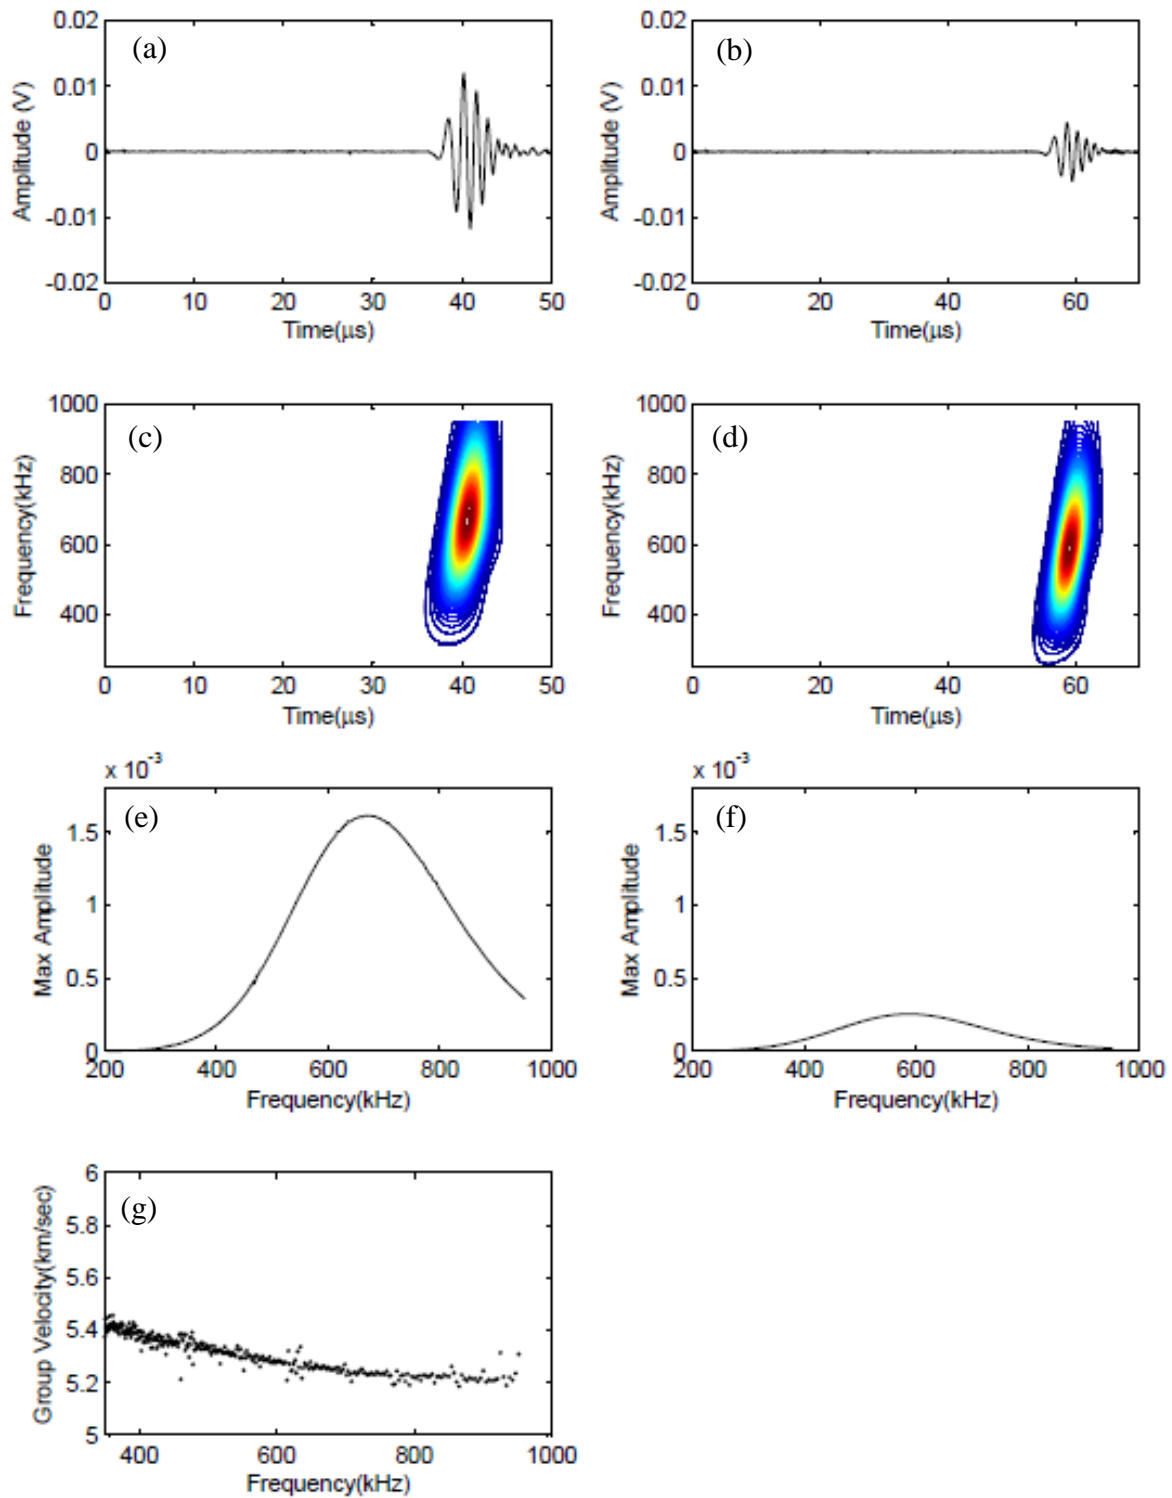 (a)
0.02
0.01
0
-0.01
-0.02
Amplitude (V)
0 10 20 30 40 50
Time(μs)
(b)
0.02
0.01
0
-0.01
-0.02
Amplitude (V)
0 20 40 60
Time(μs)
(c)
1000
800
600
400
Frequency(kHz)
0 10 20 30 40 50
Time(μs)
(d)
1000
800
600
400
Frequency(kHz)
0 20 40 60
Time(μs)
x 10-3
(e)
1.5
1
0.5
0
Max Amplitude
200 400 600 800 1000
Frequency(kHz)
x 10-3
(f)
1.5
1
0.5
0
Max Amplitude
200 400 600 800 1000
Frequency(kHz)
(g)
6
5.8
5.6
5.4
5.2
5
Group Velocity(km/sec)
400 600 800 1000
Frequency(kHz)